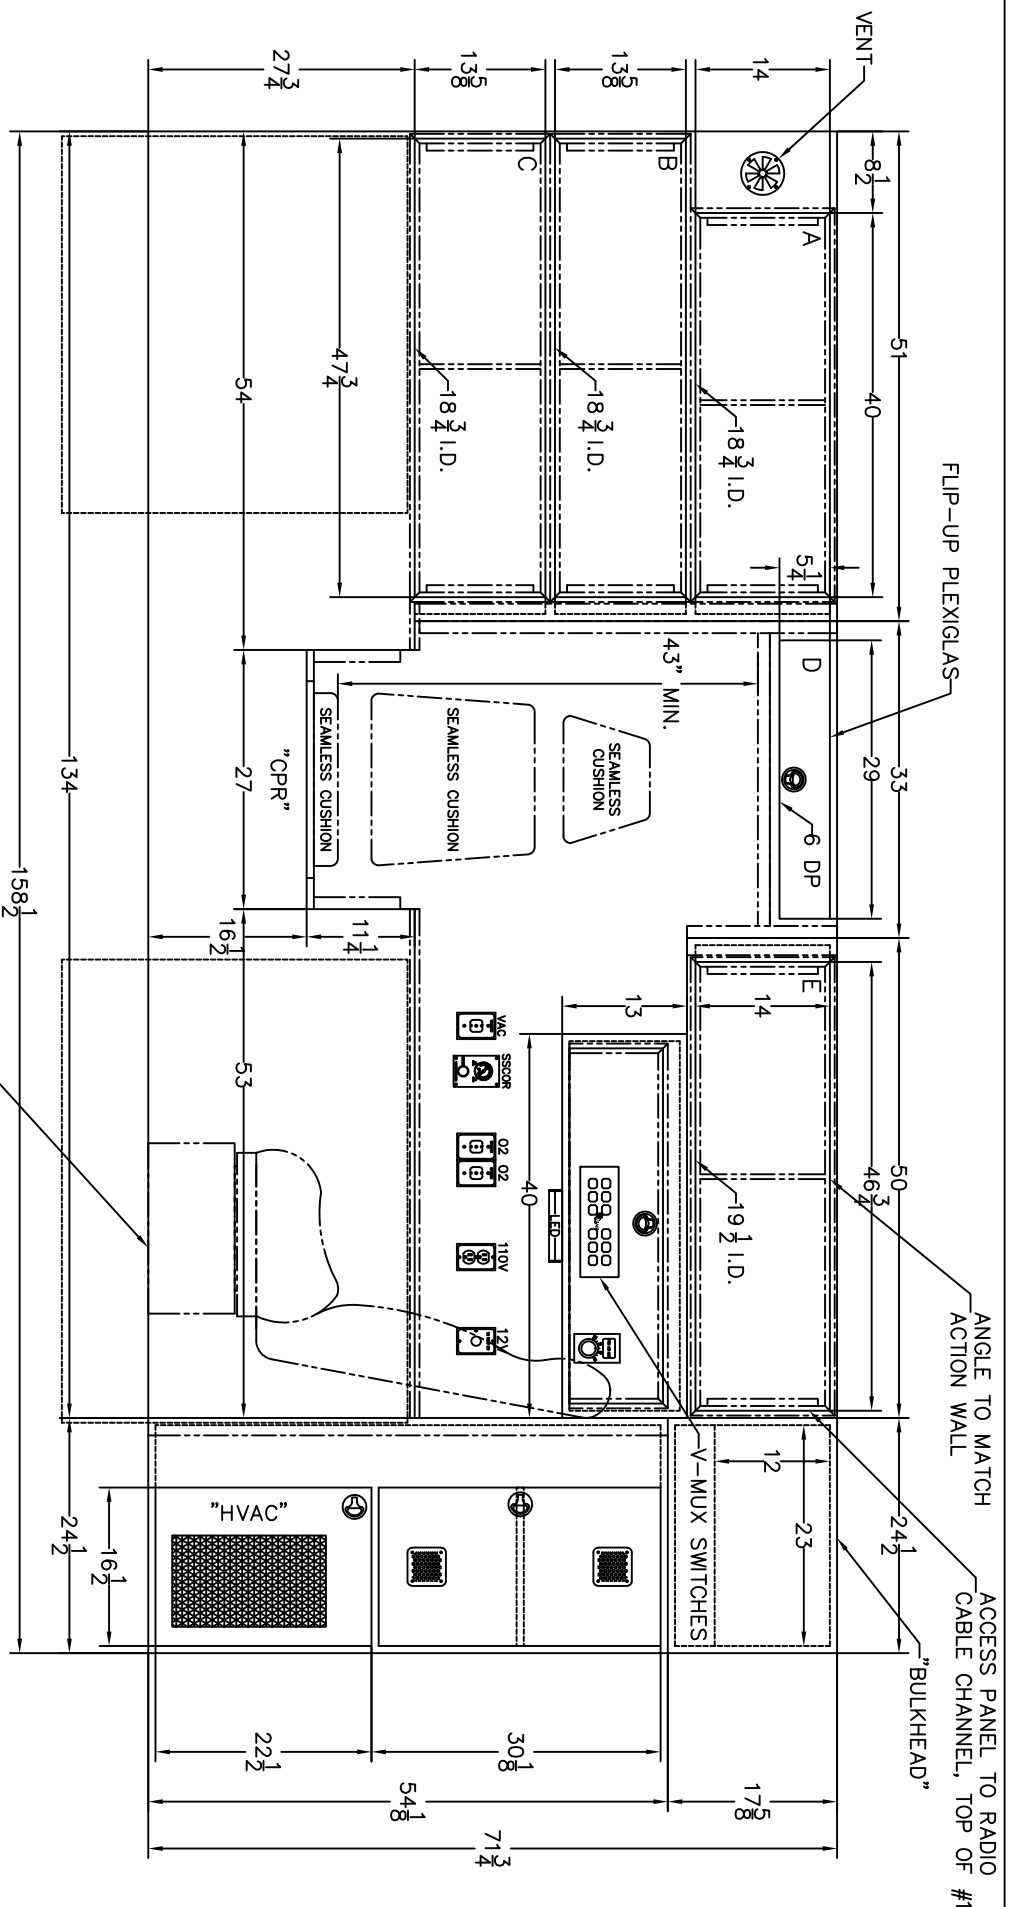 ACCESS PANEL TO RADIO
CABLE CHANNEL, TOP OF #1
ANGLE TO MATCH
ACTION WALL
"BULKHEAD"
FLIP-UP PLEXIGLAS
VENT
51
33
50
24 1/2
8 1/2
40
29
46 3/4
14
A
5 1/4
D
6 DP
E
14
23
12
17 5/8
18 3/4 I.D.
19 1/2 I.D.
V-MUX SWITCHES
13 5/8
B
18 3/4 I.D.
43" MIN.
SEAMLESS
CUSHION
13
LED
40
13 5/8
C
18 3/4 I.D.
SEAMLESS CUSHION
VAC
SSCOR
O2
O2
110V
12V
30 1/8
54 1/8
71 3/4
47 3/4
SEAMLESS CUSHION
"CPR"
11 1/4
16 1/2
27 3/4
54
27
53
"HVAC"
22 1/2
16 1/2
134
24 1/2
158 1/2